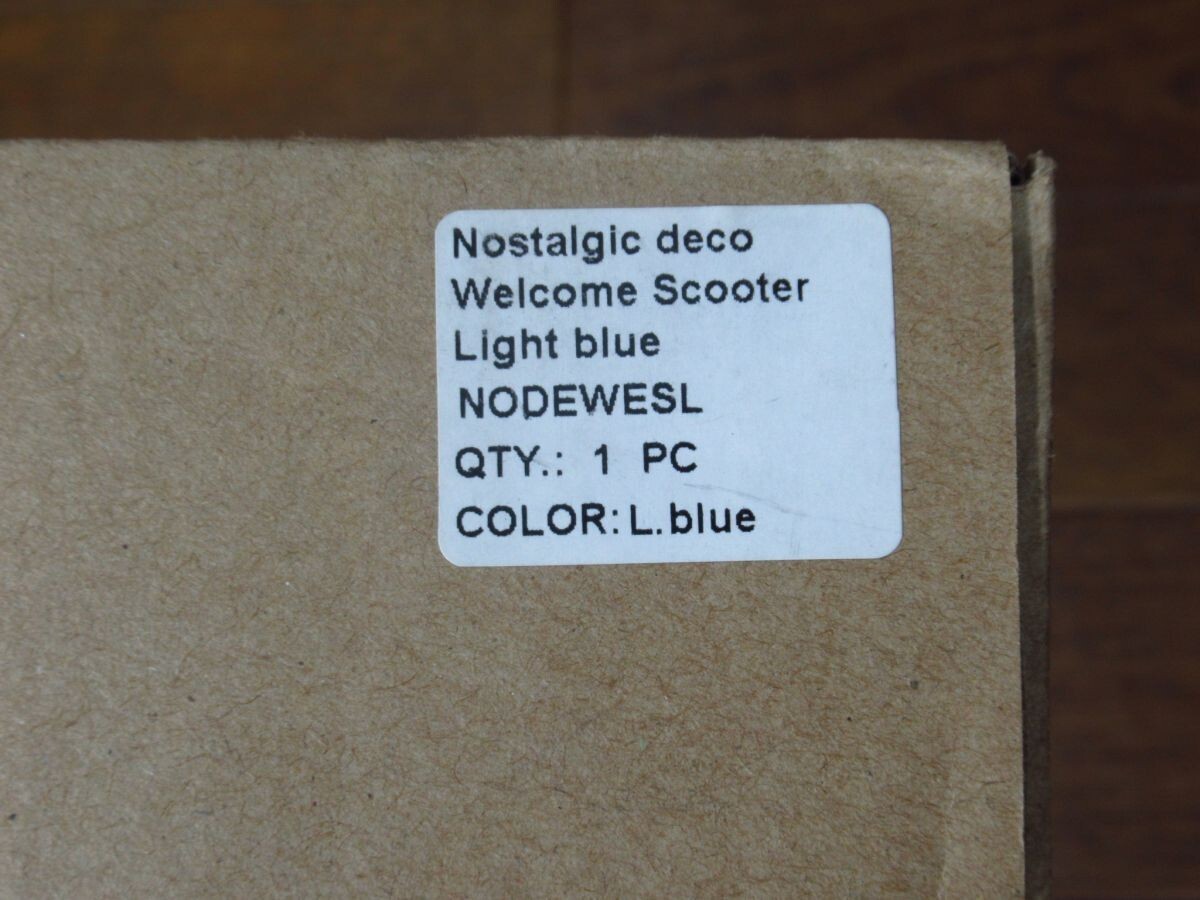 Nostalgic deco
Welcome Scooter
Light blue
NODEWESL
QTY.: 1 PC
COLOR: L.blue